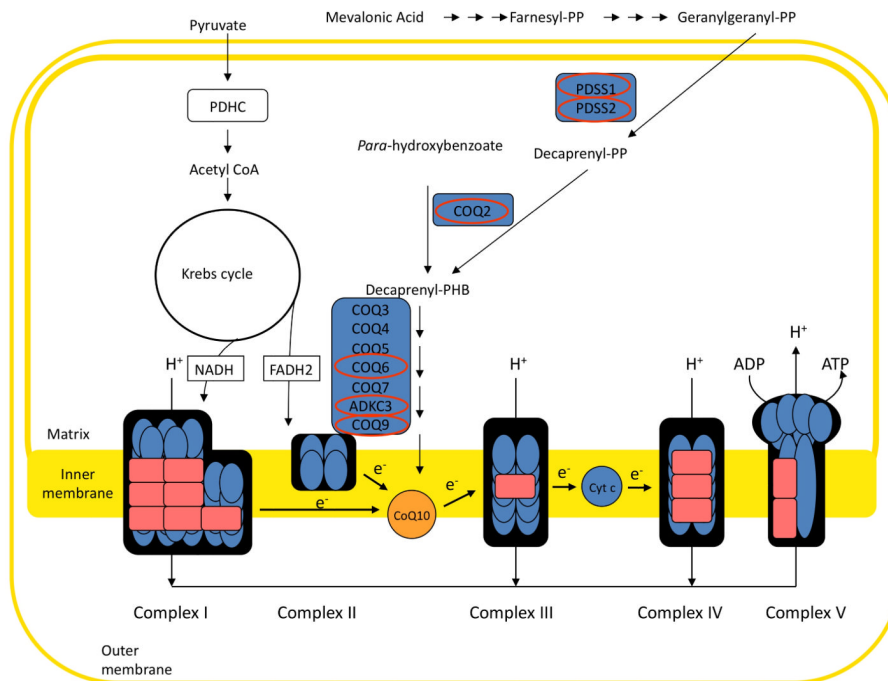 Mevalonic Acid
Farnesyl-PP
Geranylgeranyl-PP
Pyruvate
PDHC
PDSS1
PDSS2
Para-hydroxybenzoate
Decaprenyl-PP
Acetyl CoA
COQ2
Krebs cycle
Decaprenyl-PHB
COQ3
COQ4
COQ5
COQ6
COQ7
ADKC3
COQ9
H+
NADH
FADH2
H+
H+
H+
ADP
ATP
Matrix
Inner
membrane
e-
e-
e-
e-
e-
CoQ10
Cyt c
Complex I
Complex II
Complex III
Complex IV
Complex V
Outer
membrane